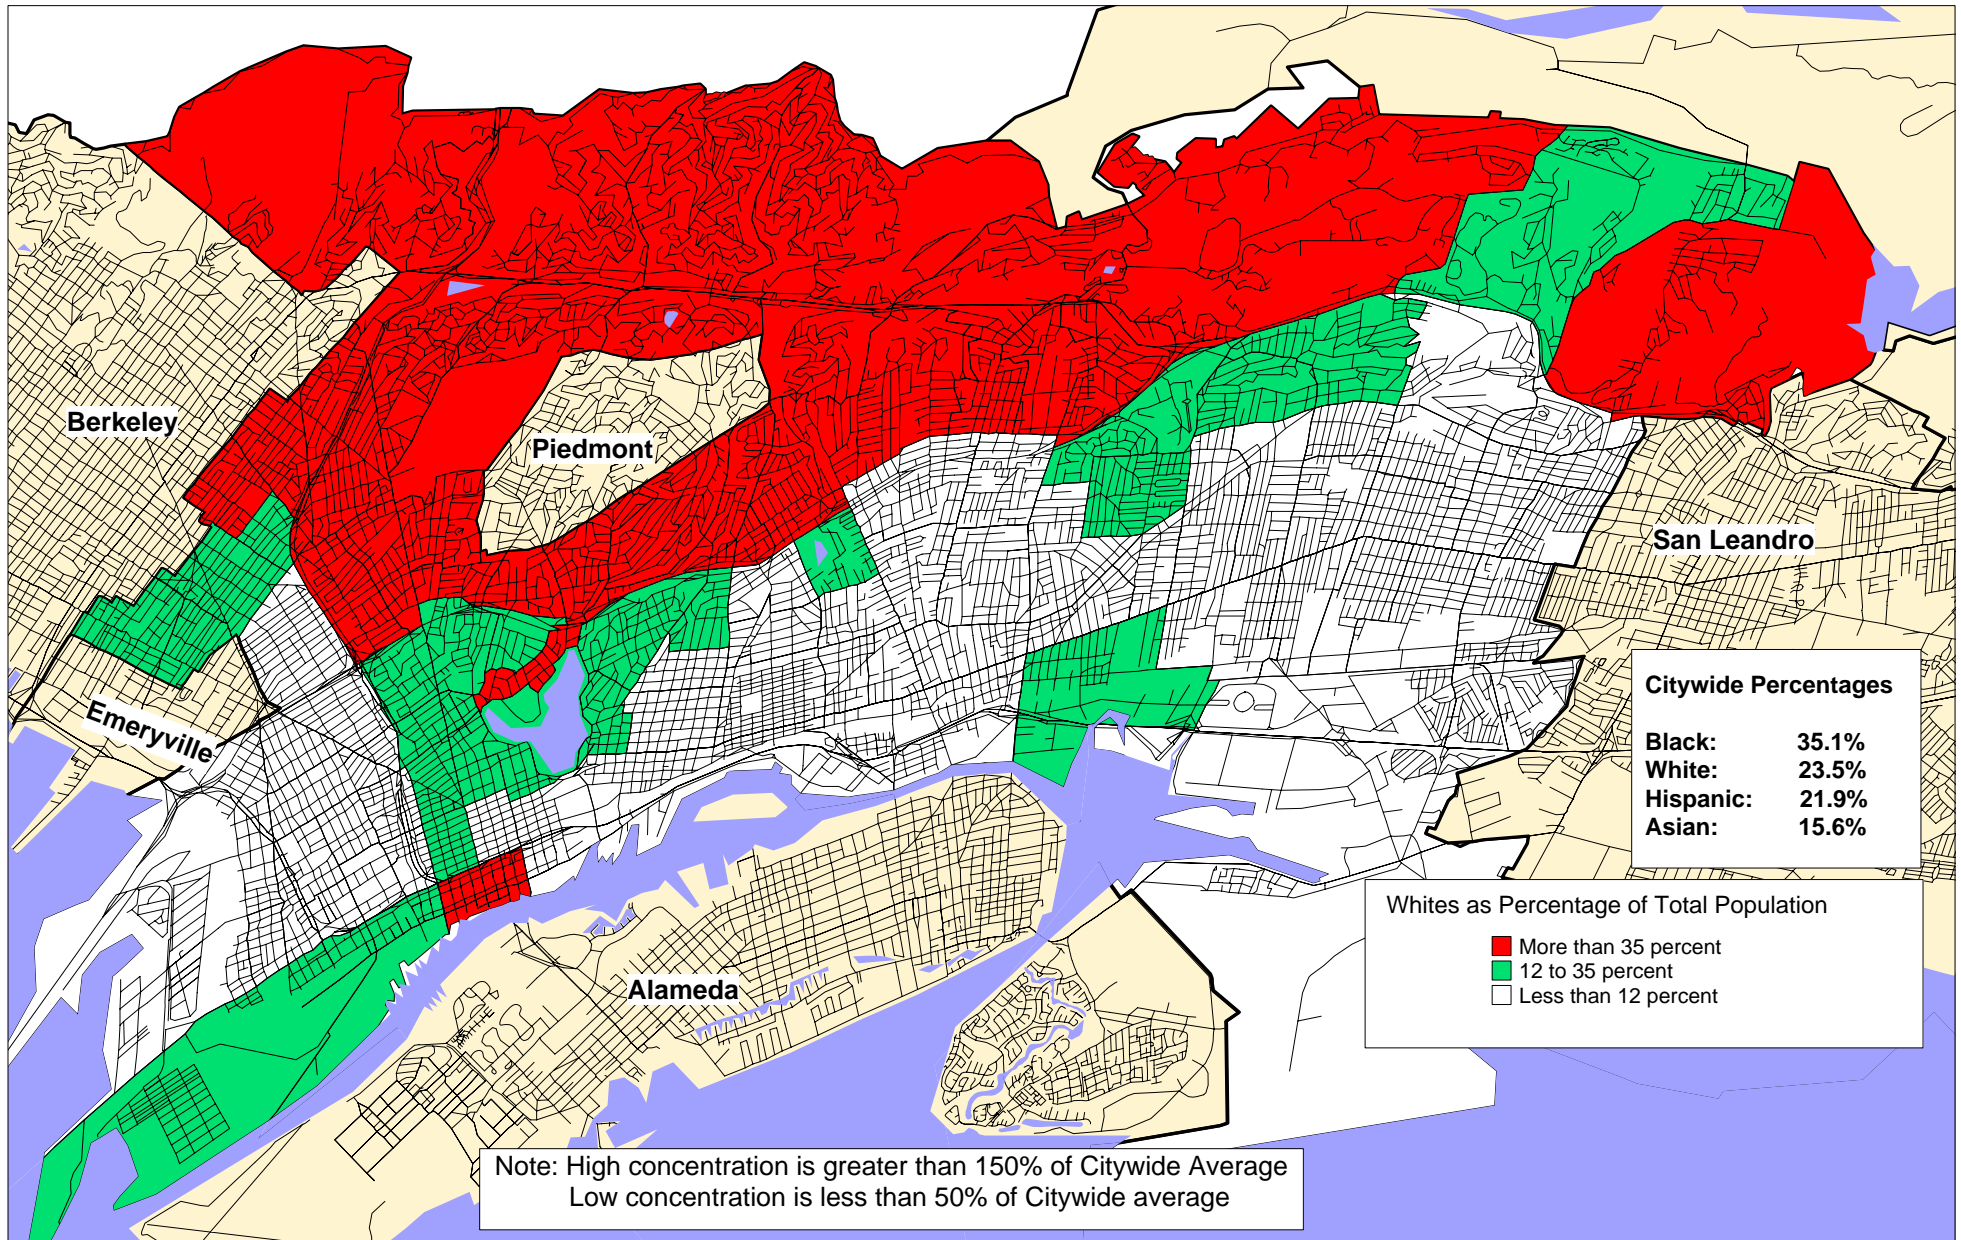 Berkeley
Piedmont
San Leandro
Emeryville
Alameda
Citywide Percentages
Black: 35.1%
White: 23.5%
Hispanic: 21.9%
Asian: 15.6%
Whites as Percentage of Total Population
More than 35 percent
12 to 35 percent
Less than 12 percent
Note: High concentration is greater than 150% of Citywide Average
Low concentration is less than 50% of Citywide average